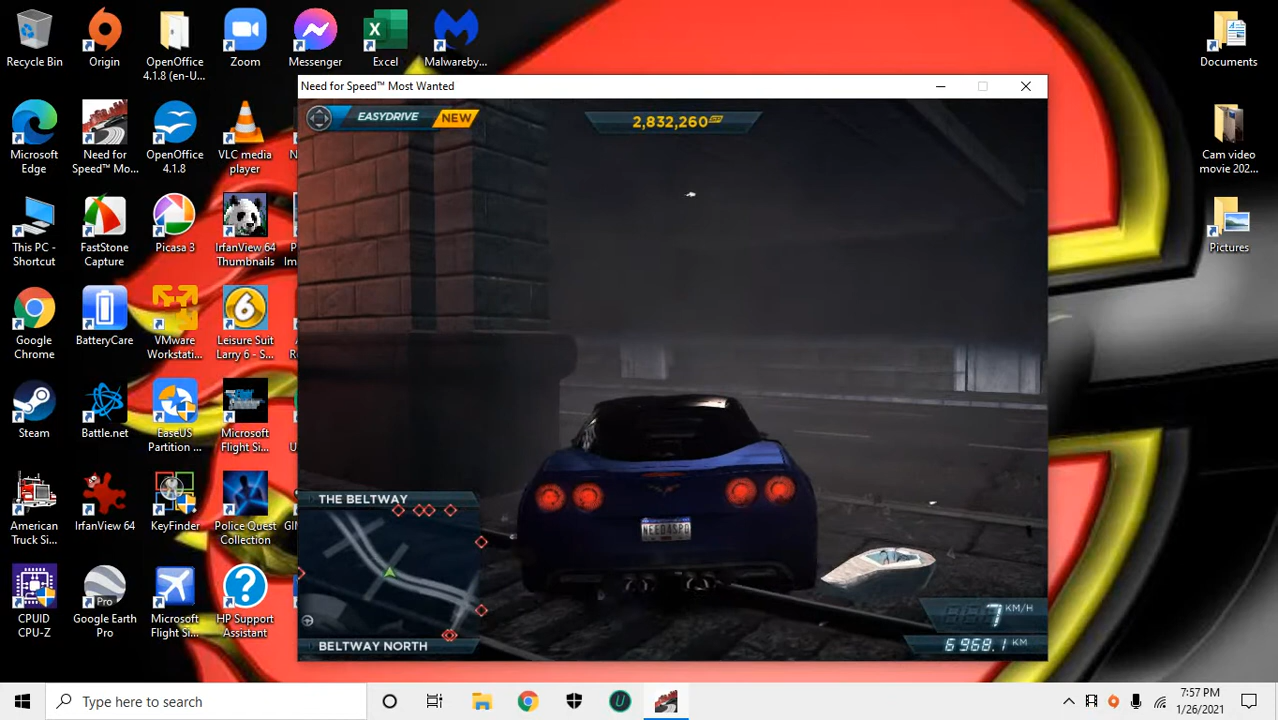 Recycle Bin
Origin
OpenOffice
4.1.8 (en-U...
Zoom
Messenger
Excel
Malwareby...
Documents
Need for Speed™ Most Wanted
EASYDRIVE
NEW
2,832,260
Microsoft
Edge
Need for
Speed™ Mo...
OpenOffice
4.1.8
VLC media
player
Cam video
movie 202...
This PC -
Shortcut
FastStone
Capture
Picasa 3
IrfanView 64
Thumbnails
Pictures
Google
Chrome
BatteryCare
VMware
Workstati...
Leisure Suit
Larry 6 - S...
Steam
Battle.net
EaseUS
Partition ...
Microsoft
Flight Si...
American
Truck Si...
IrfanView 64
KeyFinder
Police Quest
Collection
CPUID
CPU-Z
Google Earth
Pro
Microsoft
Flight Si...
HP Support
Assistant
THE BELTWAY
BELTWAY NORTH
NEED4SPD
7 KM/H
6968.1 KM
Type here to search
7:57 PM
1/26/2021